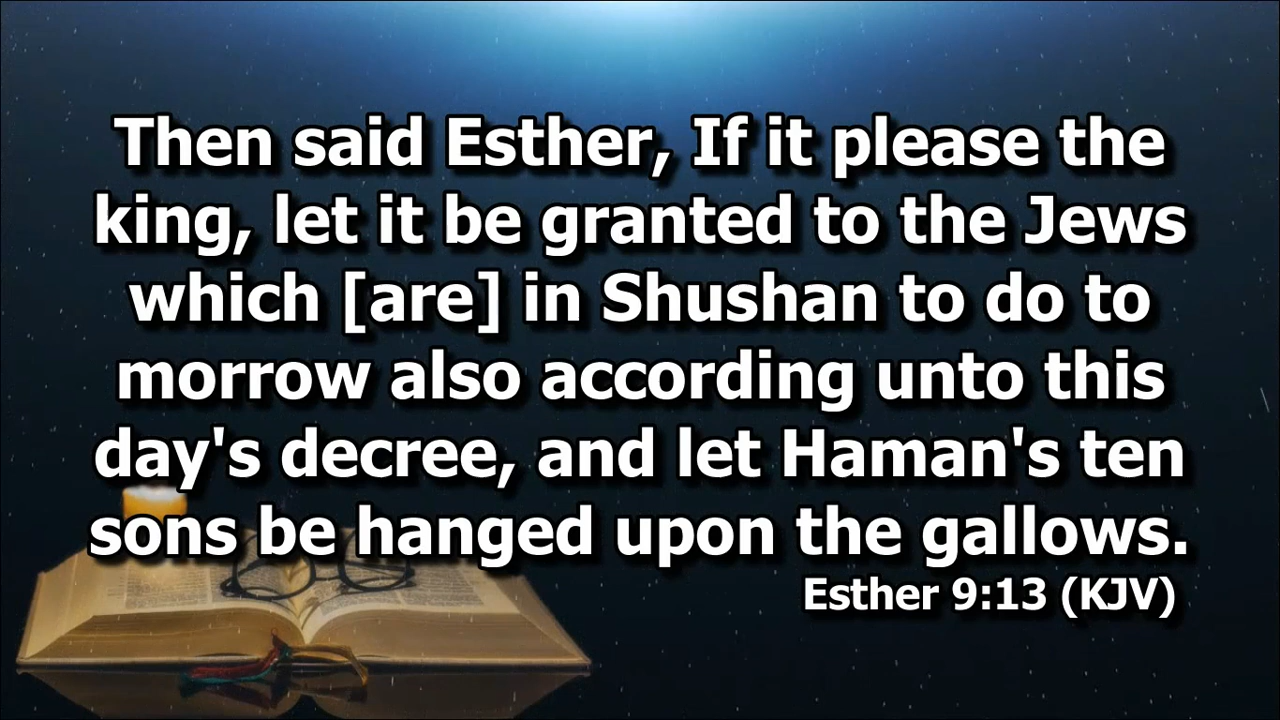 Then said Esther, If it please the
king, let it be granted to the Jews
which [are] in Shushan to do to
morrow also according unto this
day's decree, and let Haman's ten
sons be hanged upon the gallows.
Esther 9:13 (KJV)